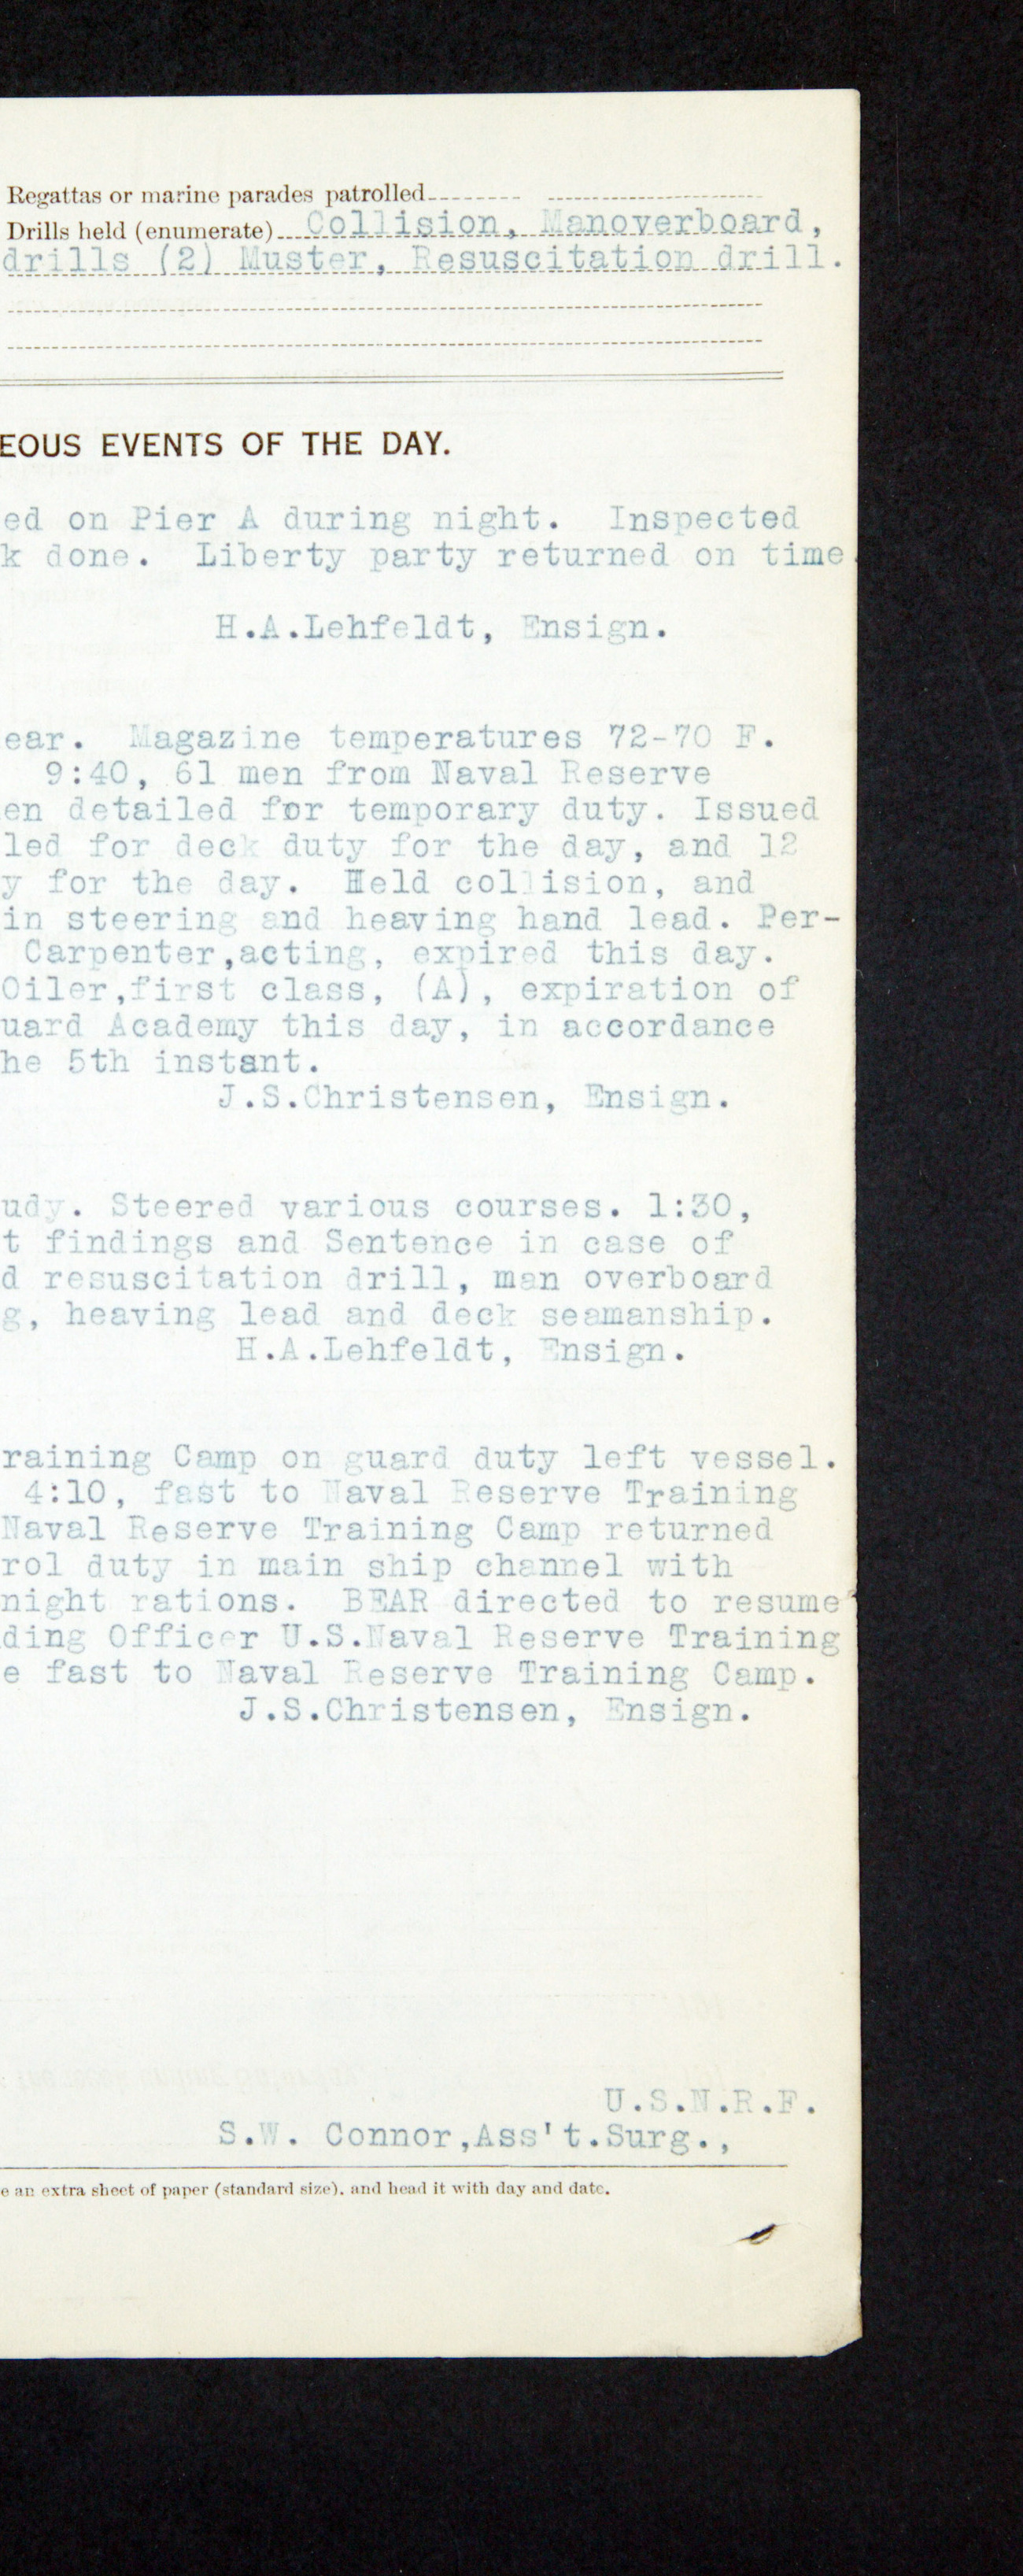 Regattas or marine parades patrolled
Drills held (enumerate) Collision, Manoverboard,
drills (2) Muster, Resuscitation drill.
EOUS EVENTS OF THE DAY.
ed on Pier A during night. Inspected
k done. Liberty party returned on time.
H.A.Lehfeldt, Ensign.
ear. Magazine temperatures 72-70 F.
9:40, 61 men from Naval Reserve
en detailed for temporary duty. Issued
led for deck duty for the day, and 12
y for the day. Held collision, and
in steering and heaving hand lead. Per-
Carpenter,acting, expired this day.
Oiler,first class, (A), expiration of
uard Academy this day, in accordance
he 5th instant.
J.S.Christensen, Ensign.
udy. Steered various courses. 1:30,
t findings and Sentence in case of
d resuscitation drill, man overboard
g, heaving lead and deck seamanship.
H.A.Lehfeldt, Ensign.
raining Camp on guard duty left vessel.
4:10, fast to Naval Reserve Training
Naval Reserve Training Camp returned
rol duty in main ship channel with
night rations. BEAR directed to resume
ding Officer U.S.Naval Reserve Training
e fast to Naval Reserve Training Camp.
J.S.Christensen, Ensign.
U.S.N.R.F.
S.W. Connor,Ass't.Surg.,
e an extra sheet of paper (standard size). and head it with day and date.